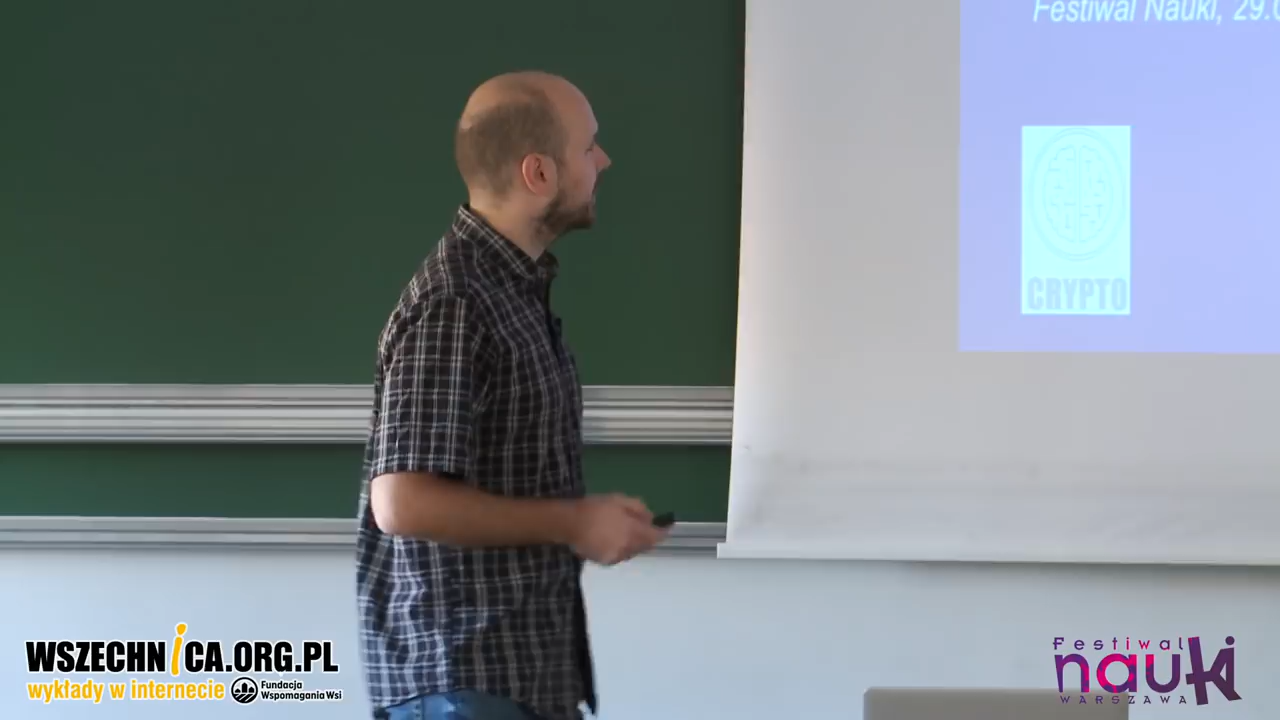 Festiwal Nauki, 29.
CRYPTO
WSZECHNICA.ORG.PL
wykłady w internecie
Fundacja
Wspomagania Wsi
Festiwal
nauki
WARSZAWA